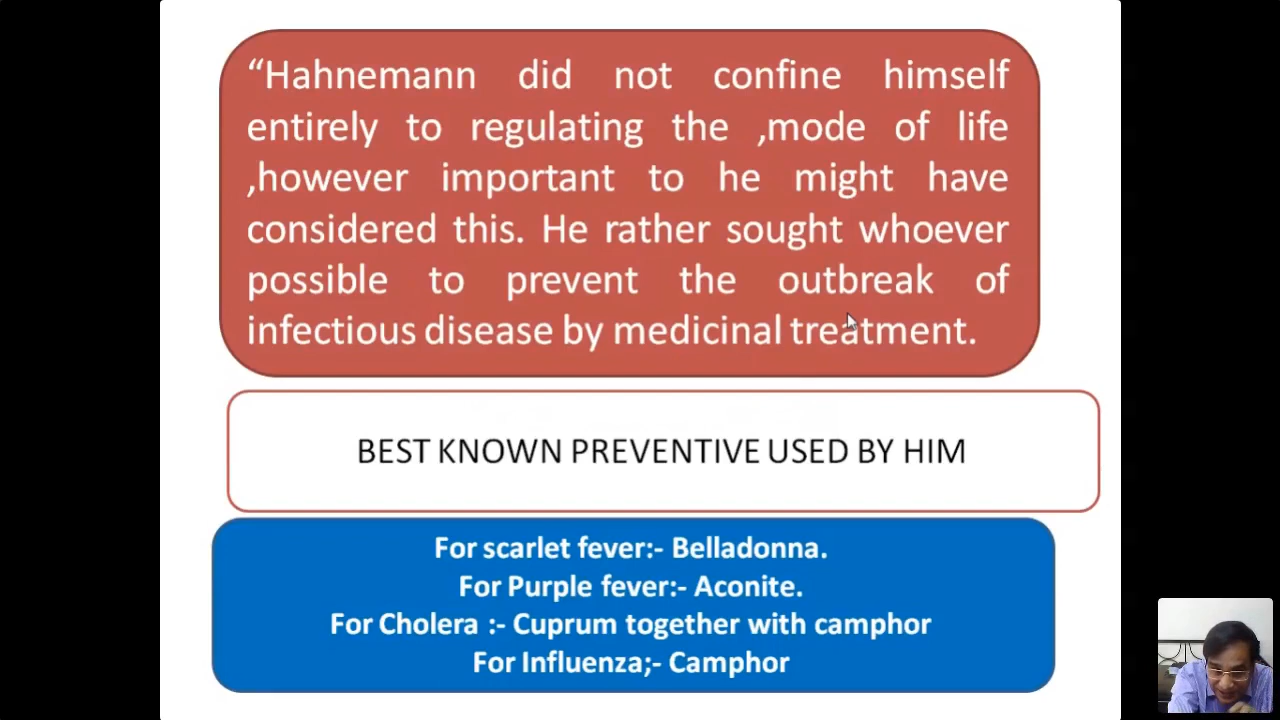 “Hahnemann did not confine himself
entirely to regulating the ,mode of life
,however important to he might have
considered this. He rather sought whoever
possible to prevent the outbreak of
infectious disease by medicinal treatment.
BEST KNOWN PREVENTIVE USED BY HIM
For scarlet fever:- Belladonna.
For Purple fever:- Aconite.
For Cholera :- Cuprum together with camphor
For Influenza;- Camphor